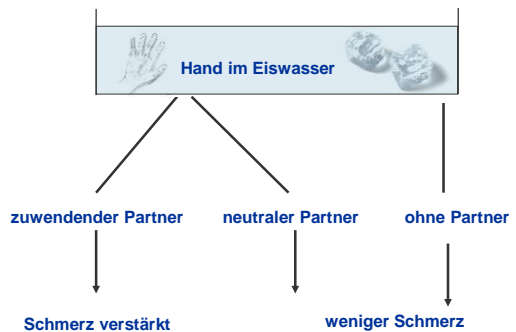 Hand im Eiswasser
zuwendender Partner
neutraler Partner
ohne Partner
Schmerz verstärkt
weniger Schmerz